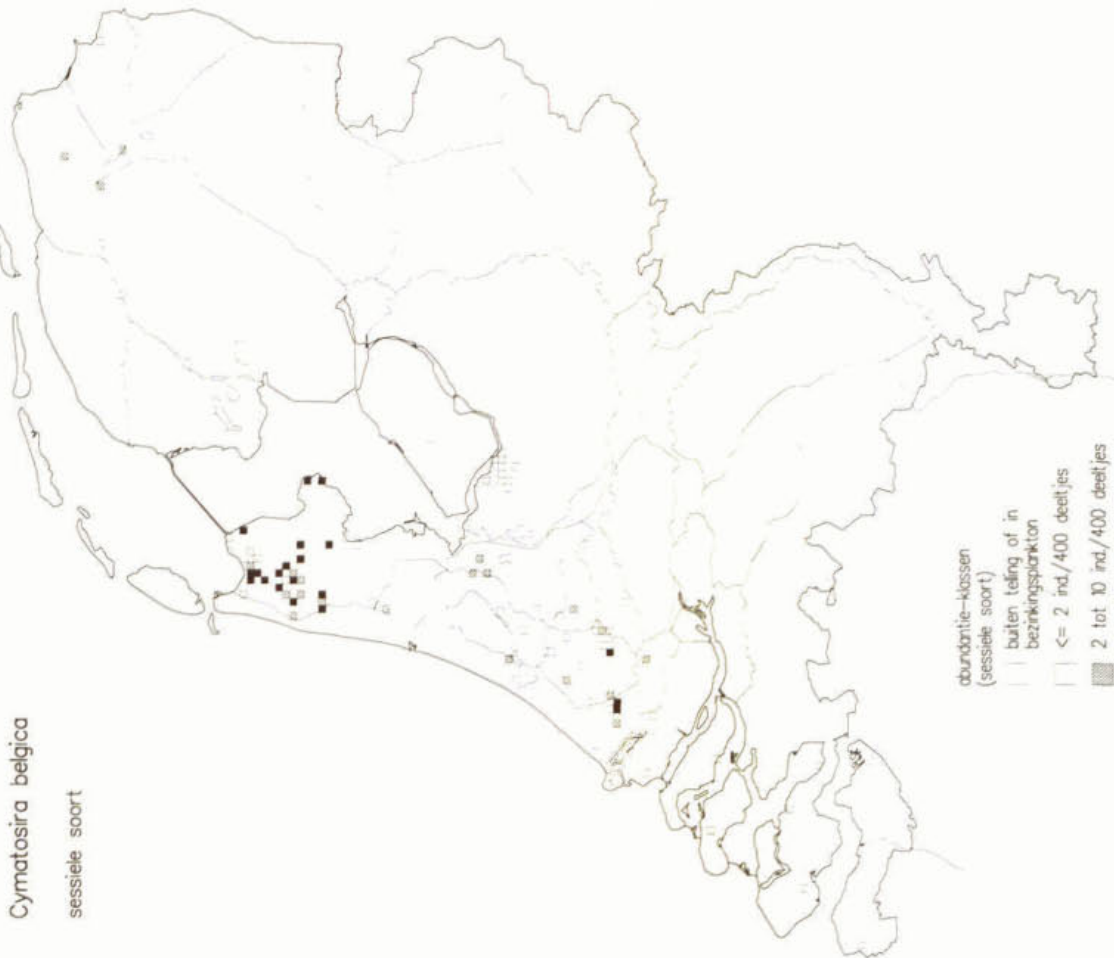 Cymatosira belgica
sessiele soort
abundantie-klassen
(sessiele soort)
buiten telling of in
bezinkingsplankton
<= 2 ind./400 deeltjes
2 tot 10 ind./400 deeltjes